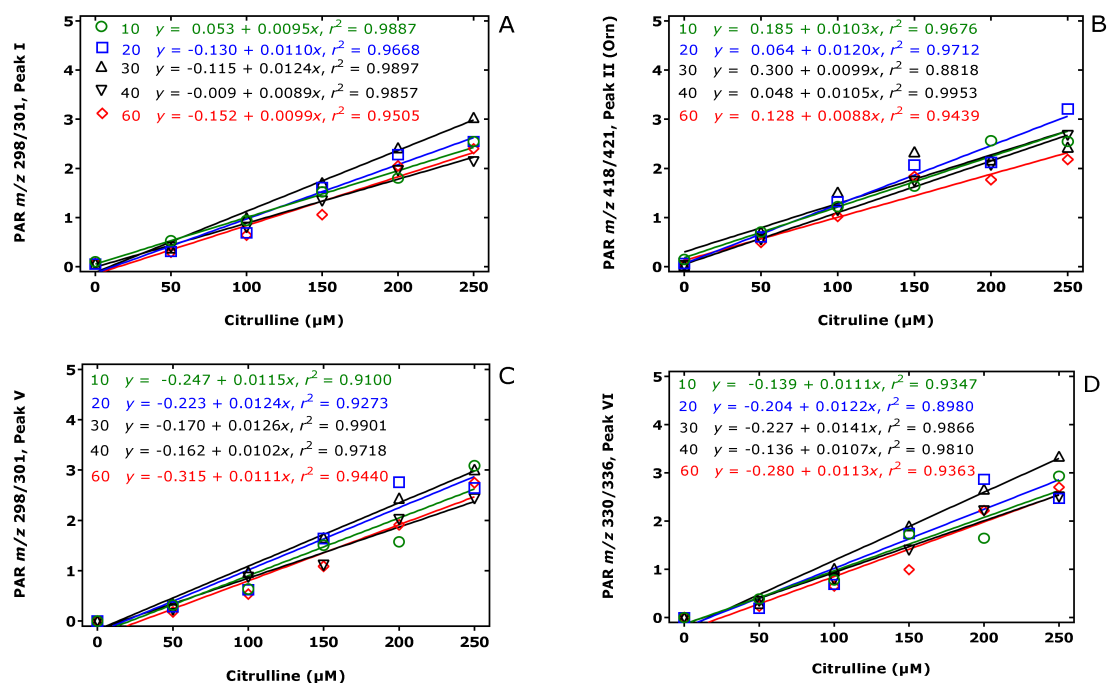 A
PAR m/z 298/301, Peak I
10 y = 0.053 + 0.0095x, r² = 0.9887
20 y = -0.130 + 0.0110x, r² = 0.9668
30 y = -0.115 + 0.0124x, r² = 0.9897
40 y = -0.009 + 0.0089x, r² = 0.9857
60 y = -0.152 + 0.0099x, r² = 0.9505
5
4
3
2
1
0
0 50 100 150 200 250
Citrulline (µM)
B
PAR m/z 418/421, Peak II (Orn)
10 y = 0.185 + 0.0103x, r² = 0.9676
20 y = 0.064 + 0.0120x, r² = 0.9712
30 y = 0.300 + 0.0099x, r² = 0.8818
40 y = 0.048 + 0.0105x, r² = 0.9953
60 y = 0.128 + 0.0088x, r² = 0.9439
5
4
3
2
1
0
0 50 100 150 200 250
Citrulline (µM)
C
PAR m/z 298/301, Peak V
10 y = -0.247 + 0.0115x, r² = 0.9100
20 y = -0.223 + 0.0124x, r² = 0.9273
30 y = -0.170 + 0.0126x, r² = 0.9901
40 y = -0.162 + 0.0102x, r² = 0.9718
60 y = -0.315 + 0.0111x, r² = 0.9440
5
4
3
2
1
0
0 50 100 150 200 250
Citrulline (µM)
D
PAR m/z 330/336, Peak VI
10 y = -0.139 + 0.0111x, r² = 0.9347
20 y = -0.204 + 0.0122x, r² = 0.8980
30 y = -0.227 + 0.0141x, r² = 0.9866
40 y = -0.136 + 0.0107x, r² = 0.9810
60 y = -0.280 + 0.0113x, r² = 0.9363
5
4
3
2
1
0
0 50 100 150 200 250
Citrulline (µM)